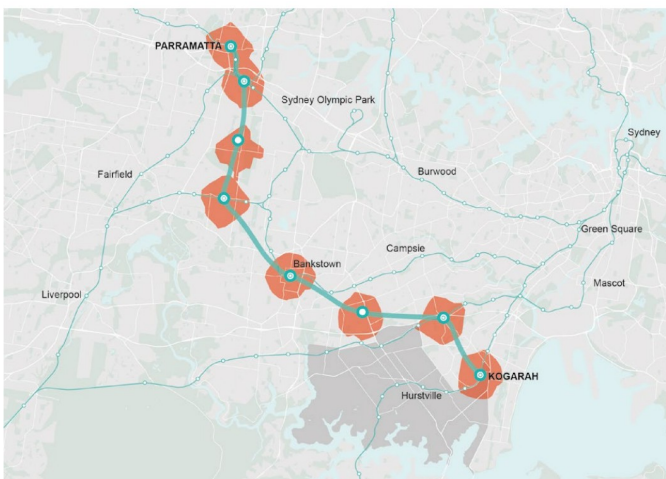 PARRAMATTA
Sydney Olympic Park
Sydney
Fairfield
Burwood
Green Square
Campsie
Bankstown
Mascot
Liverpool
KOGARAH
Hurstville